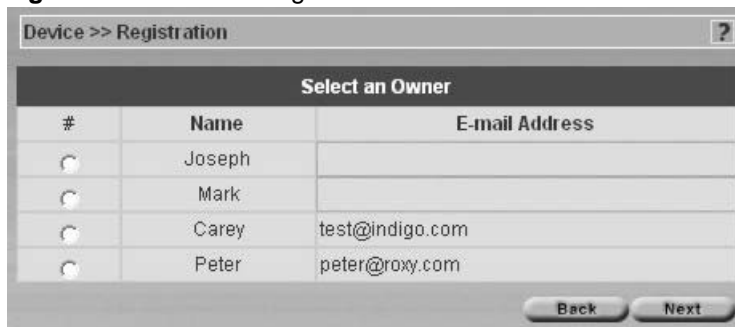 Device >> Registration ?
Select an Owner
# Name E-mail Address
Joseph
Mark
Carey test@indigo.com
Peter peter@roxy.com
Back Next